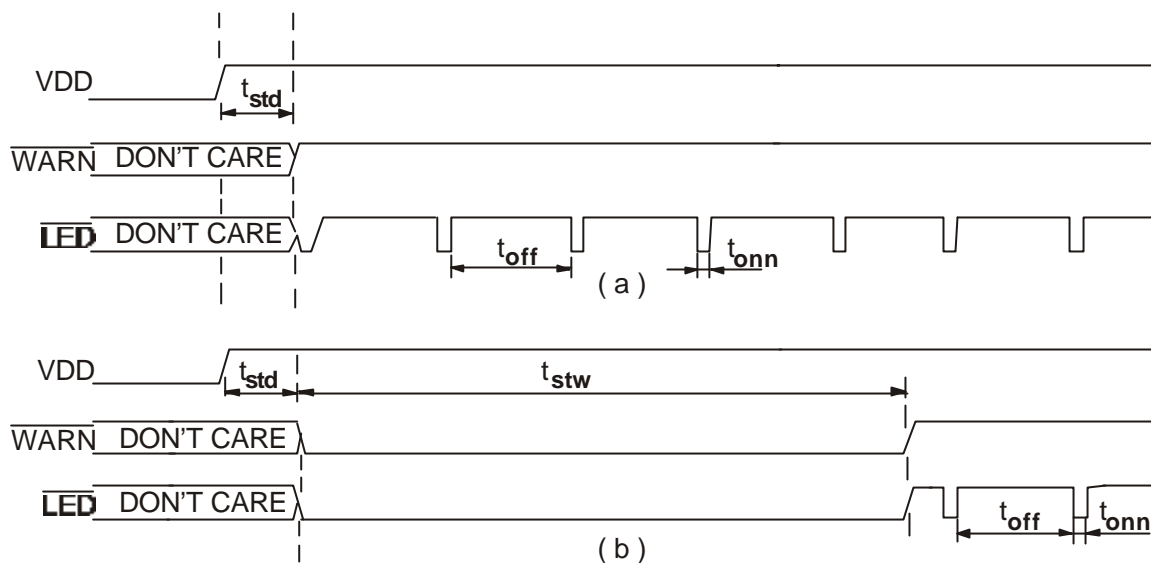 VDD
tstd
WARN DON'T CARE
LED DON'T CARE
toff
tonn
( a )
VDD
tstd
tstw
WARN DON'T CARE
LED DON'T CARE
toff
tonn
( b )